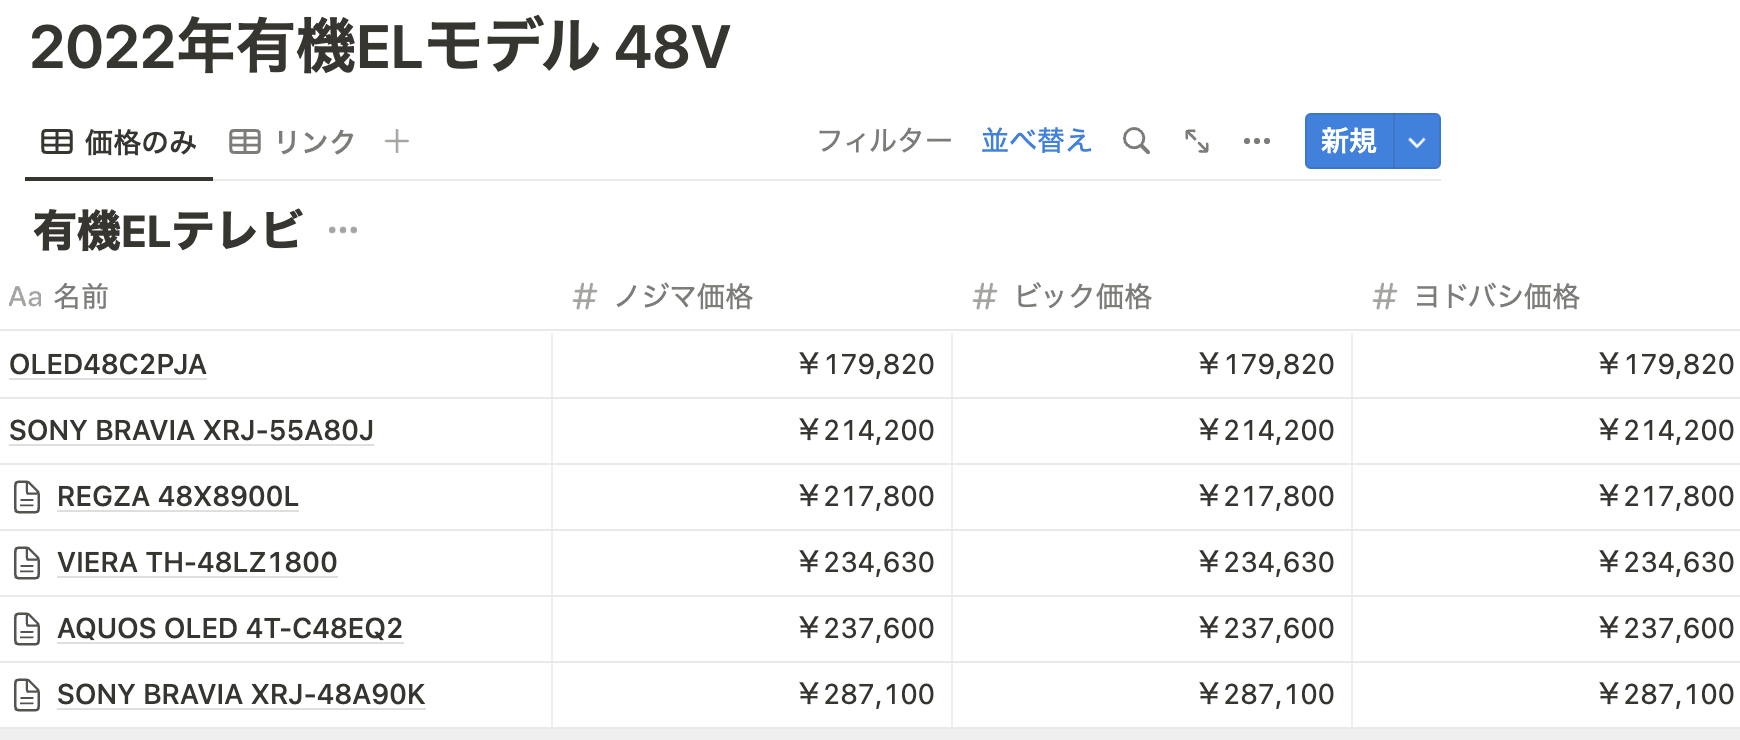 2022年有機ELモデル 48V
価格のみ リンク フィルター 並べ替え 新規
有機ELテレビ
Aa 名前 # ノジマ価格 # ビック価格 # ヨドバシ価格
OLED48C2PJA ¥179,820 ¥179,820 ¥179,820
SONY BRAVIA XRJ-55A80J ¥214,200 ¥214,200 ¥214,200
REGZA 48X8900L ¥217,800 ¥217,800 ¥217,800
VIERA TH-48LZ1800 ¥234,630 ¥234,630 ¥234,630
AQUOS OLED 4T-C48EQ2 ¥237,600 ¥237,600 ¥237,600
SONY BRAVIA XRJ-48A90K ¥287,100 ¥287,100 ¥287,100